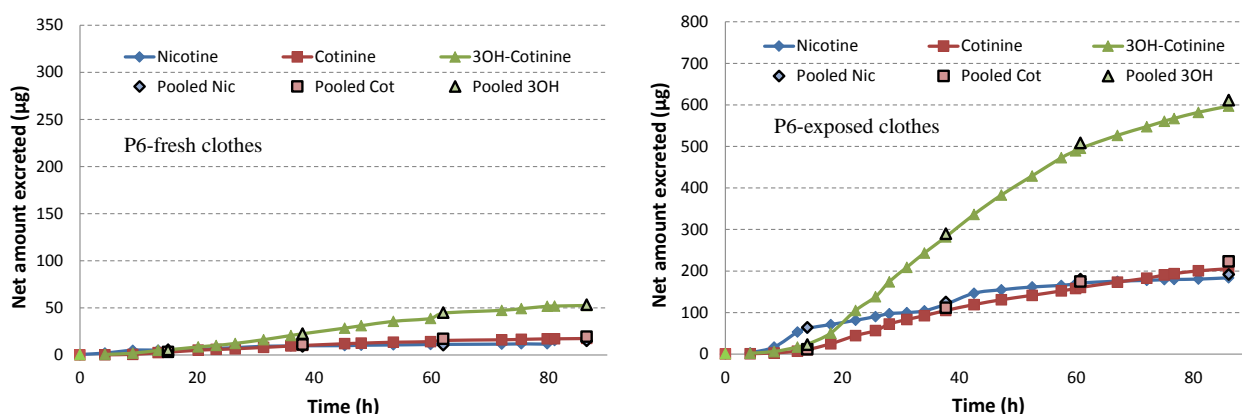 350
300
250
200
150
100
50
0
Net amount excreted (µg)
Nicotine Cotinine 3OH-Cotinine
Pooled Nic Pooled Cot Pooled 3OH
P6-fresh clothes
0 20 40 60 80
Time (h)
800
700
600
500
400
300
200
100
0
Net amount excreted (µg)
Nicotine Cotinine 3OH-Cotinine
Pooled Nic Pooled Cot Pooled 3OH
P6-exposed clothes
0 20 40 60 80
Time (h)